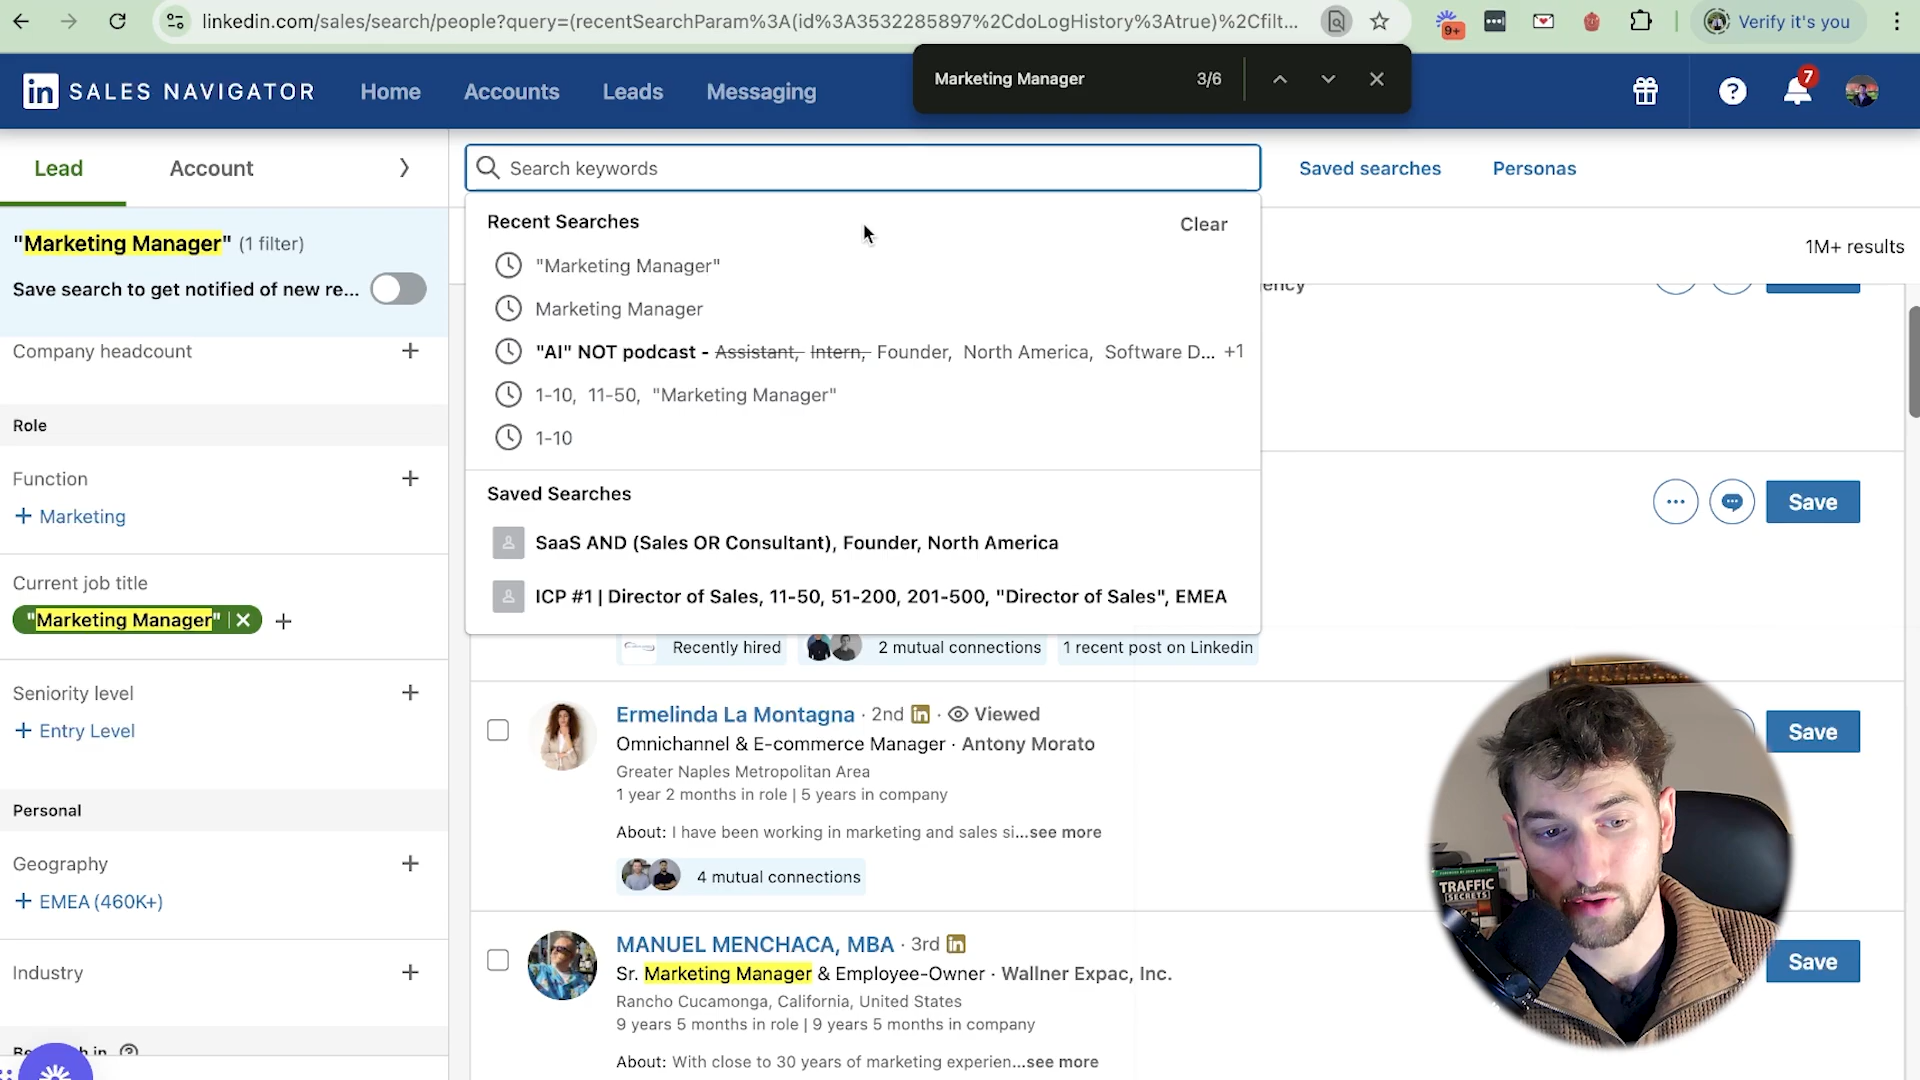 linkedin.com/sales/search/people?query=(recentSearchParam%3A(id%3A3532285897%2CdoLogHistory%3Atrue)%2Cfilt...
9+
Verify it's you
in SALES NAVIGATOR
Home
Accounts
Leads
Messaging
Marketing Manager
3/6
?
7
Lead
Account
Search keywords
Saved searches
Personas
"Marketing Manager" (1 filter)
Save search to get notified of new re...
Recent Searches
Clear
1M+ results
"Marketing Manager"
Marketing Manager
"AI" NOT podcast - Assistant, Intern, Founder, North America, Software D... +1
1-10, 11-50, "Marketing Manager"
1-10
Saved Searches
SaaS AND (Sales OR Consultant), Founder, North America
ICP #1 | Director of Sales, 11-50, 51-200, 201-500, "Director of Sales", EMEA
Company headcount
Role
Function
Marketing
Current job title
"Marketing Manager"
Seniority level
Entry Level
Personal
Geography
EMEA (460K+)
Industry
Save
Recently hired
2 mutual connections
1 recent post on Linkedin
Ermelinda La Montagna · 2nd in · Viewed
Omnichannel & E-commerce Manager · Antony Morato
Greater Naples Metropolitan Area
1 year 2 months in role | 5 years in company
About: I have been working in marketing and sales si...see more
4 mutual connections
Save
MANUEL MENCHACA, MBA · 3rd in
Sr. Marketing Manager & Employee-Owner · Wallner Expac, Inc.
Rancho Cucamonga, California, United States
9 years 5 months in role | 9 years 5 months in company
About: With close to 30 years of marketing experien...see more
Save
TRAFFIC
SECRETS